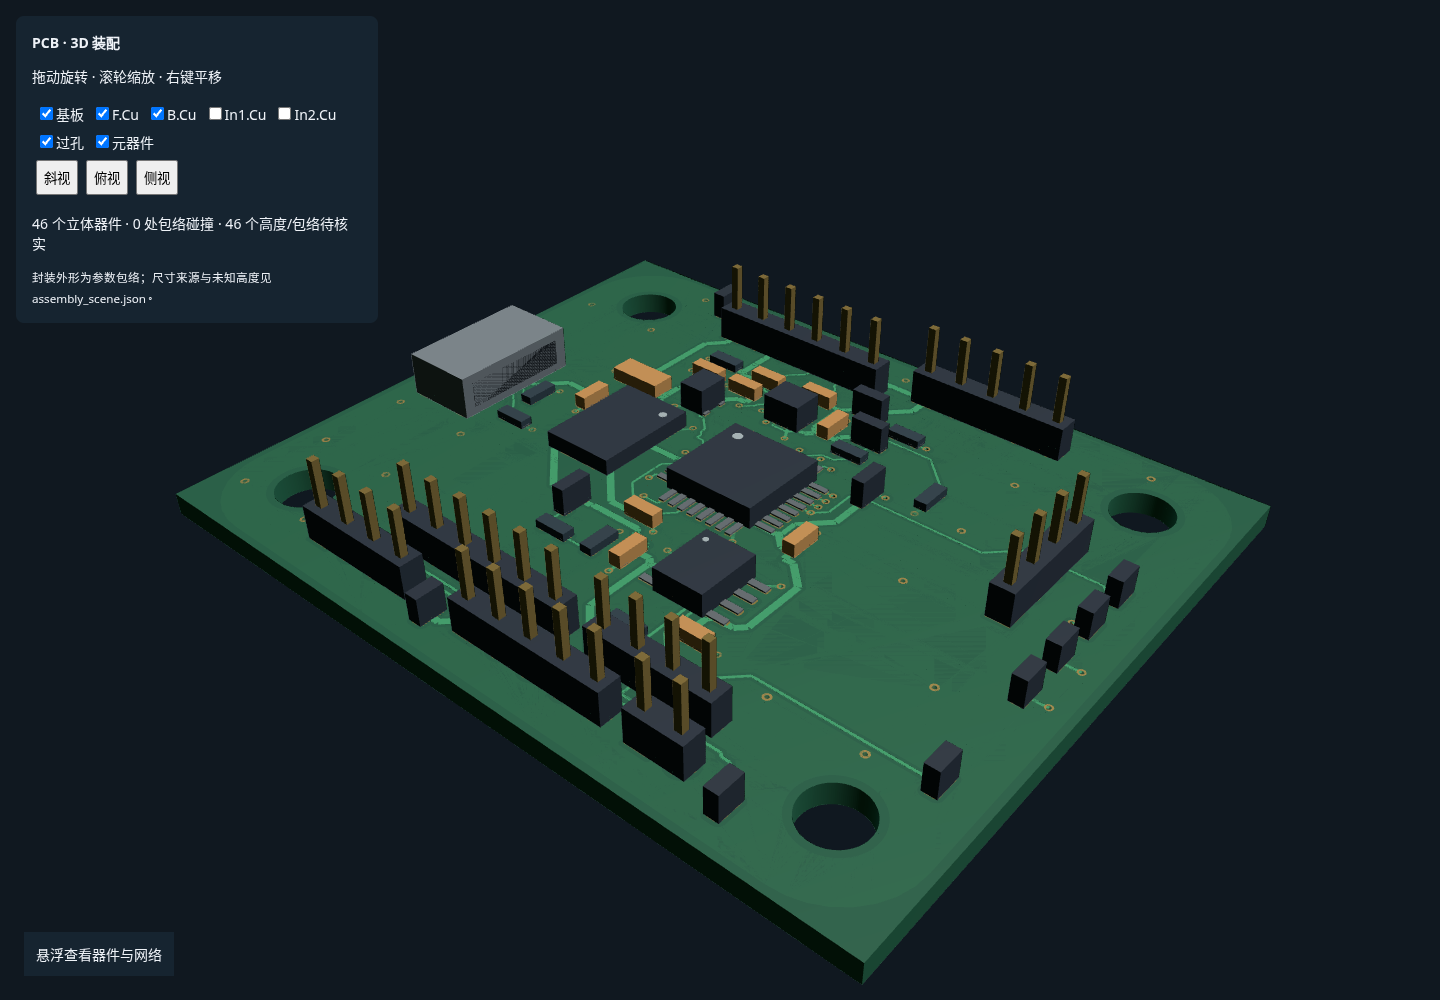 PCB · 3D 装配
拖动旋转 · 滚轮缩放 · 右键平移
基板 F.Cu B.Cu In1.Cu In2.Cu
过孔 元器件
斜视 俯视 侧视
46 个立体器件 · 0 处包络碰撞 · 46 个高度/包络待核
实
封装外形为参数包络；尺寸来源与未知高度见
assembly_scene.json。
悬浮查看器件与网络